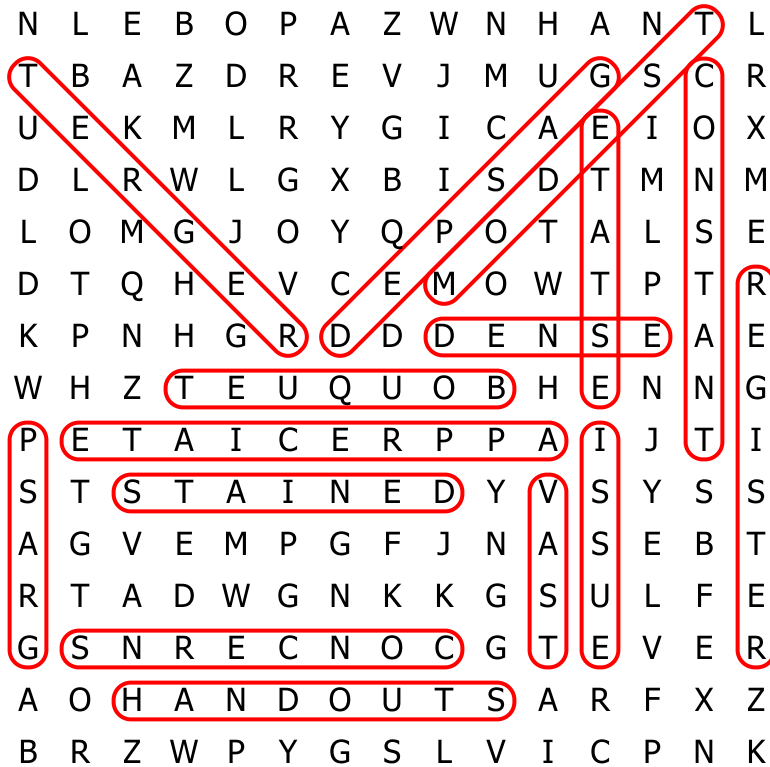 N L E B O P A Z W N H A N T L
T B A Z D R E V J M U G S C R
U E K M L R Y G I C A E I O X
D L R W L G X B I S D T M N M
L O M G J O Y Q P O T A L S E
D T Q H E V C E M O W T P T R
K P N H G R D D D E N S E A E
W H Z T E U Q U O B H E N N G
P E T A I C E R P P A I J T I
S T S T A I N E D Y V S Y S S
A G V E M P G F J N A S E B T
R T A D W G N K K G S U L F E
G S N R E C N O C G T E V E R
A O H A N D O U T S A R F X Z
B R Z W P Y G S L V I C P N K